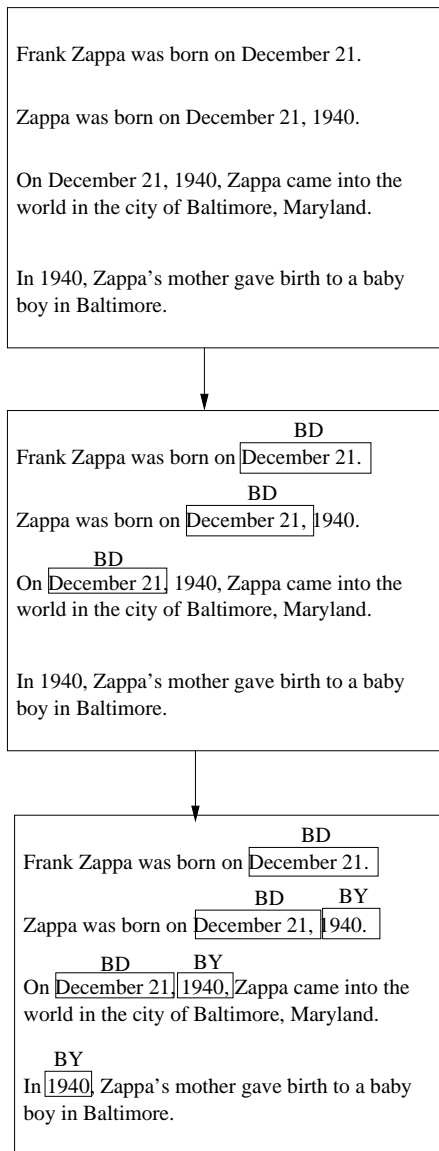 Frank Zappa was born on December 21.
Zappa was born on December 21, 1940.
On December 21, 1940, Zappa came into the
world in the city of Baltimore, Maryland.
In 1940, Zappa's mother gave birth to a baby
boy in Baltimore.
BD
Frank Zappa was born on December 21.
BD
Zappa was born on December 21, 1940.
BD
On December 21, 1940, Zappa came into the
world in the city of Baltimore, Maryland.
In 1940, Zappa's mother gave birth to a baby
boy in Baltimore.
BD
Frank Zappa was born on December 21.
BD BY
Zappa was born on December 21, 1940.
BD BY
On December 21, 1940, Zappa came into the
world in the city of Baltimore, Maryland.
BY
In 1940, Zappa's mother gave birth to a baby
boy in Baltimore.